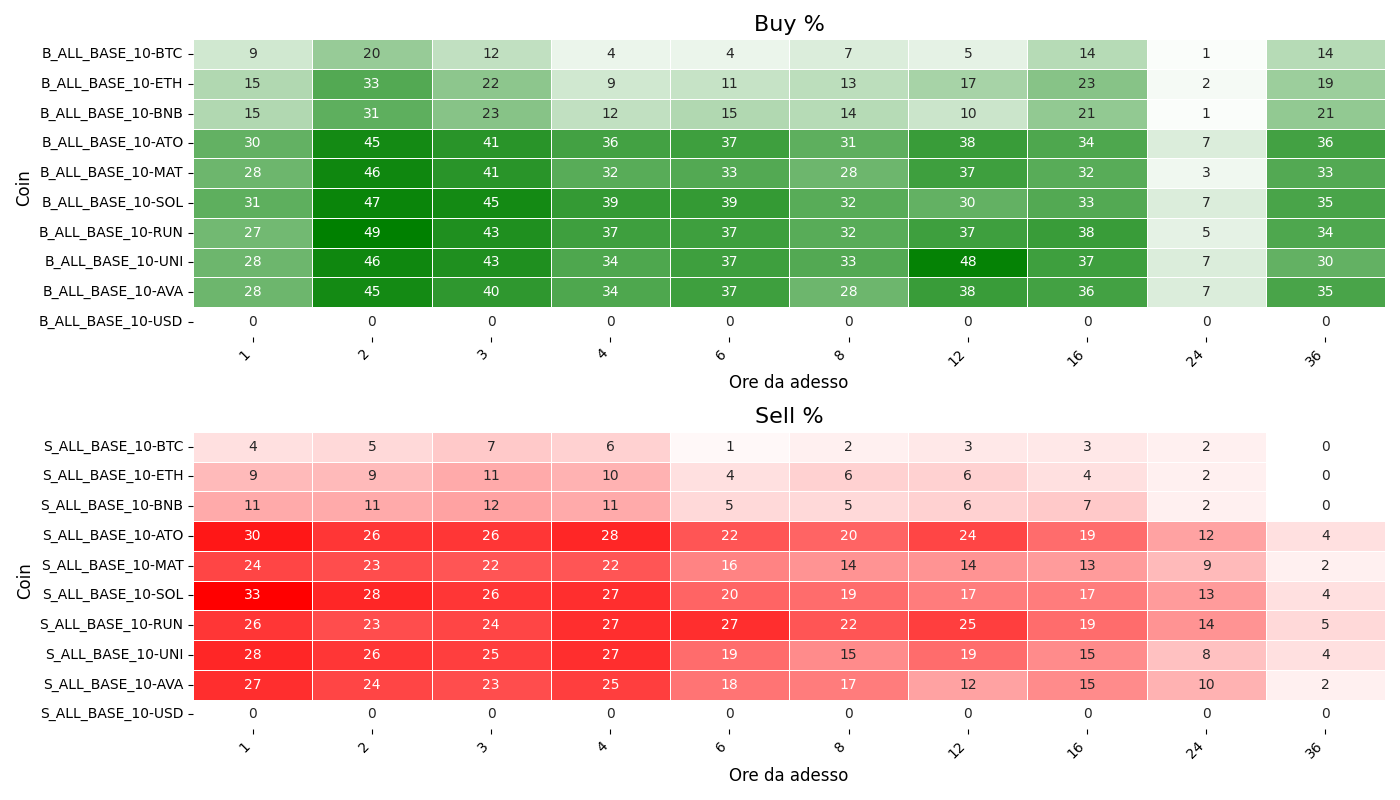 Buy %
Coin
B_ALL_BASE_10-BTC 9 20 12 4 4 7 5 14 1 14
B_ALL_BASE_10-ETH 15 33 22 9 11 13 17 23 2 19
B_ALL_BASE_10-BNB 15 31 23 12 15 14 10 21 1 21
B_ALL_BASE_10-ATO 30 45 41 36 37 31 38 34 7 36
B_ALL_BASE_10-MAT 28 46 41 32 33 28 37 32 3 33
B_ALL_BASE_10-SOL 31 47 45 39 39 32 30 33 7 35
B_ALL_BASE_10-RUN 27 49 43 37 37 32 37 38 5 34
B_ALL_BASE_10-UNI 28 46 43 34 37 33 48 37 7 30
B_ALL_BASE_10-AVA 28 45 40 34 37 28 38 36 7 35
B_ALL_BASE_10-USD 0 0 0 0 0 0 0 0 0 0
1 2 3 4 6 8 12 16 24 36
Ore da adesso
Sell %
Coin
S_ALL_BASE_10-BTC 4 5 7 6 1 2 3 3 2 0
S_ALL_BASE_10-ETH 9 9 11 10 4 6 6 4 2 0
S_ALL_BASE_10-BNB 11 11 12 11 5 5 6 7 2 0
S_ALL_BASE_10-ATO 30 26 26 28 22 20 24 19 12 4
S_ALL_BASE_10-MAT 24 23 22 22 16 14 14 13 9 2
S_ALL_BASE_10-SOL 33 28 26 27 20 19 17 17 13 4
S_ALL_BASE_10-RUN 26 23 24 27 27 22 25 19 14 5
S_ALL_BASE_10-UNI 28 26 25 27 19 15 19 15 8 4
S_ALL_BASE_10-AVA 27 24 23 25 18 17 12 15 10 2
S_ALL_BASE_10-USD 0 0 0 0 0 0 0 0 0 0
1 2 3 4 6 8 12 16 24 36
Ore da adesso